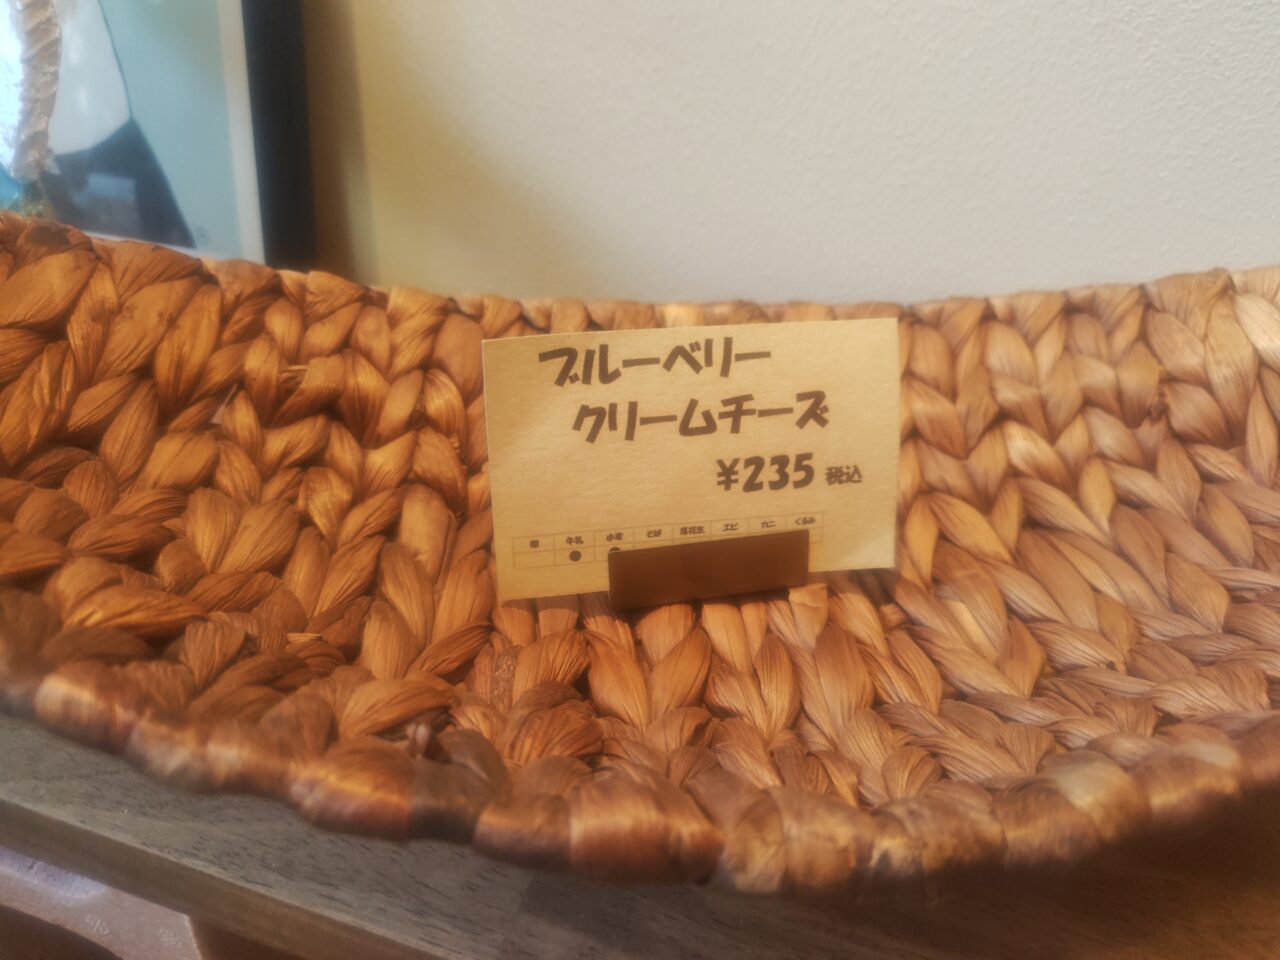 ブルーベリー
クリームチーズ
¥235 税込
卵 牛乳 小麦 そば 落花生 エビ カニ くるみ
● ●